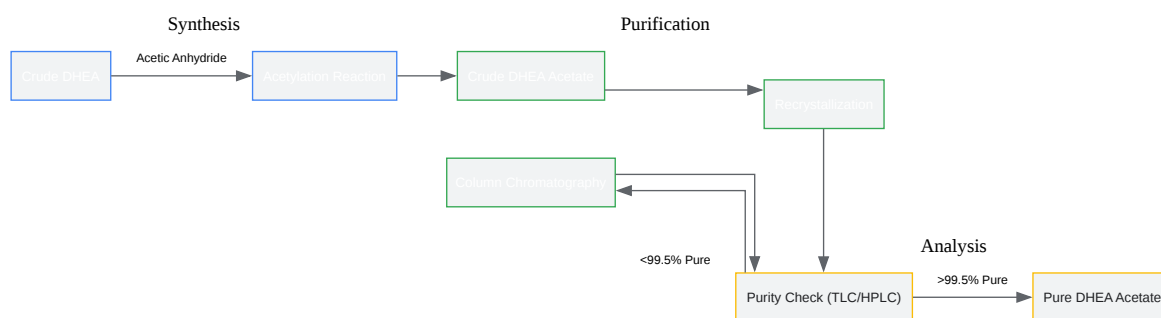 Synthesis
Purification
Crude DHEA
Acetic Anhydride
Acetylation Reaction
Crude DHEA Acetate
Recrystallization
Column Chromatography
<99.5% Pure
Analysis
Purity Check (TLC/HPLC)
>99.5% Pure
Pure DHEA Acetate